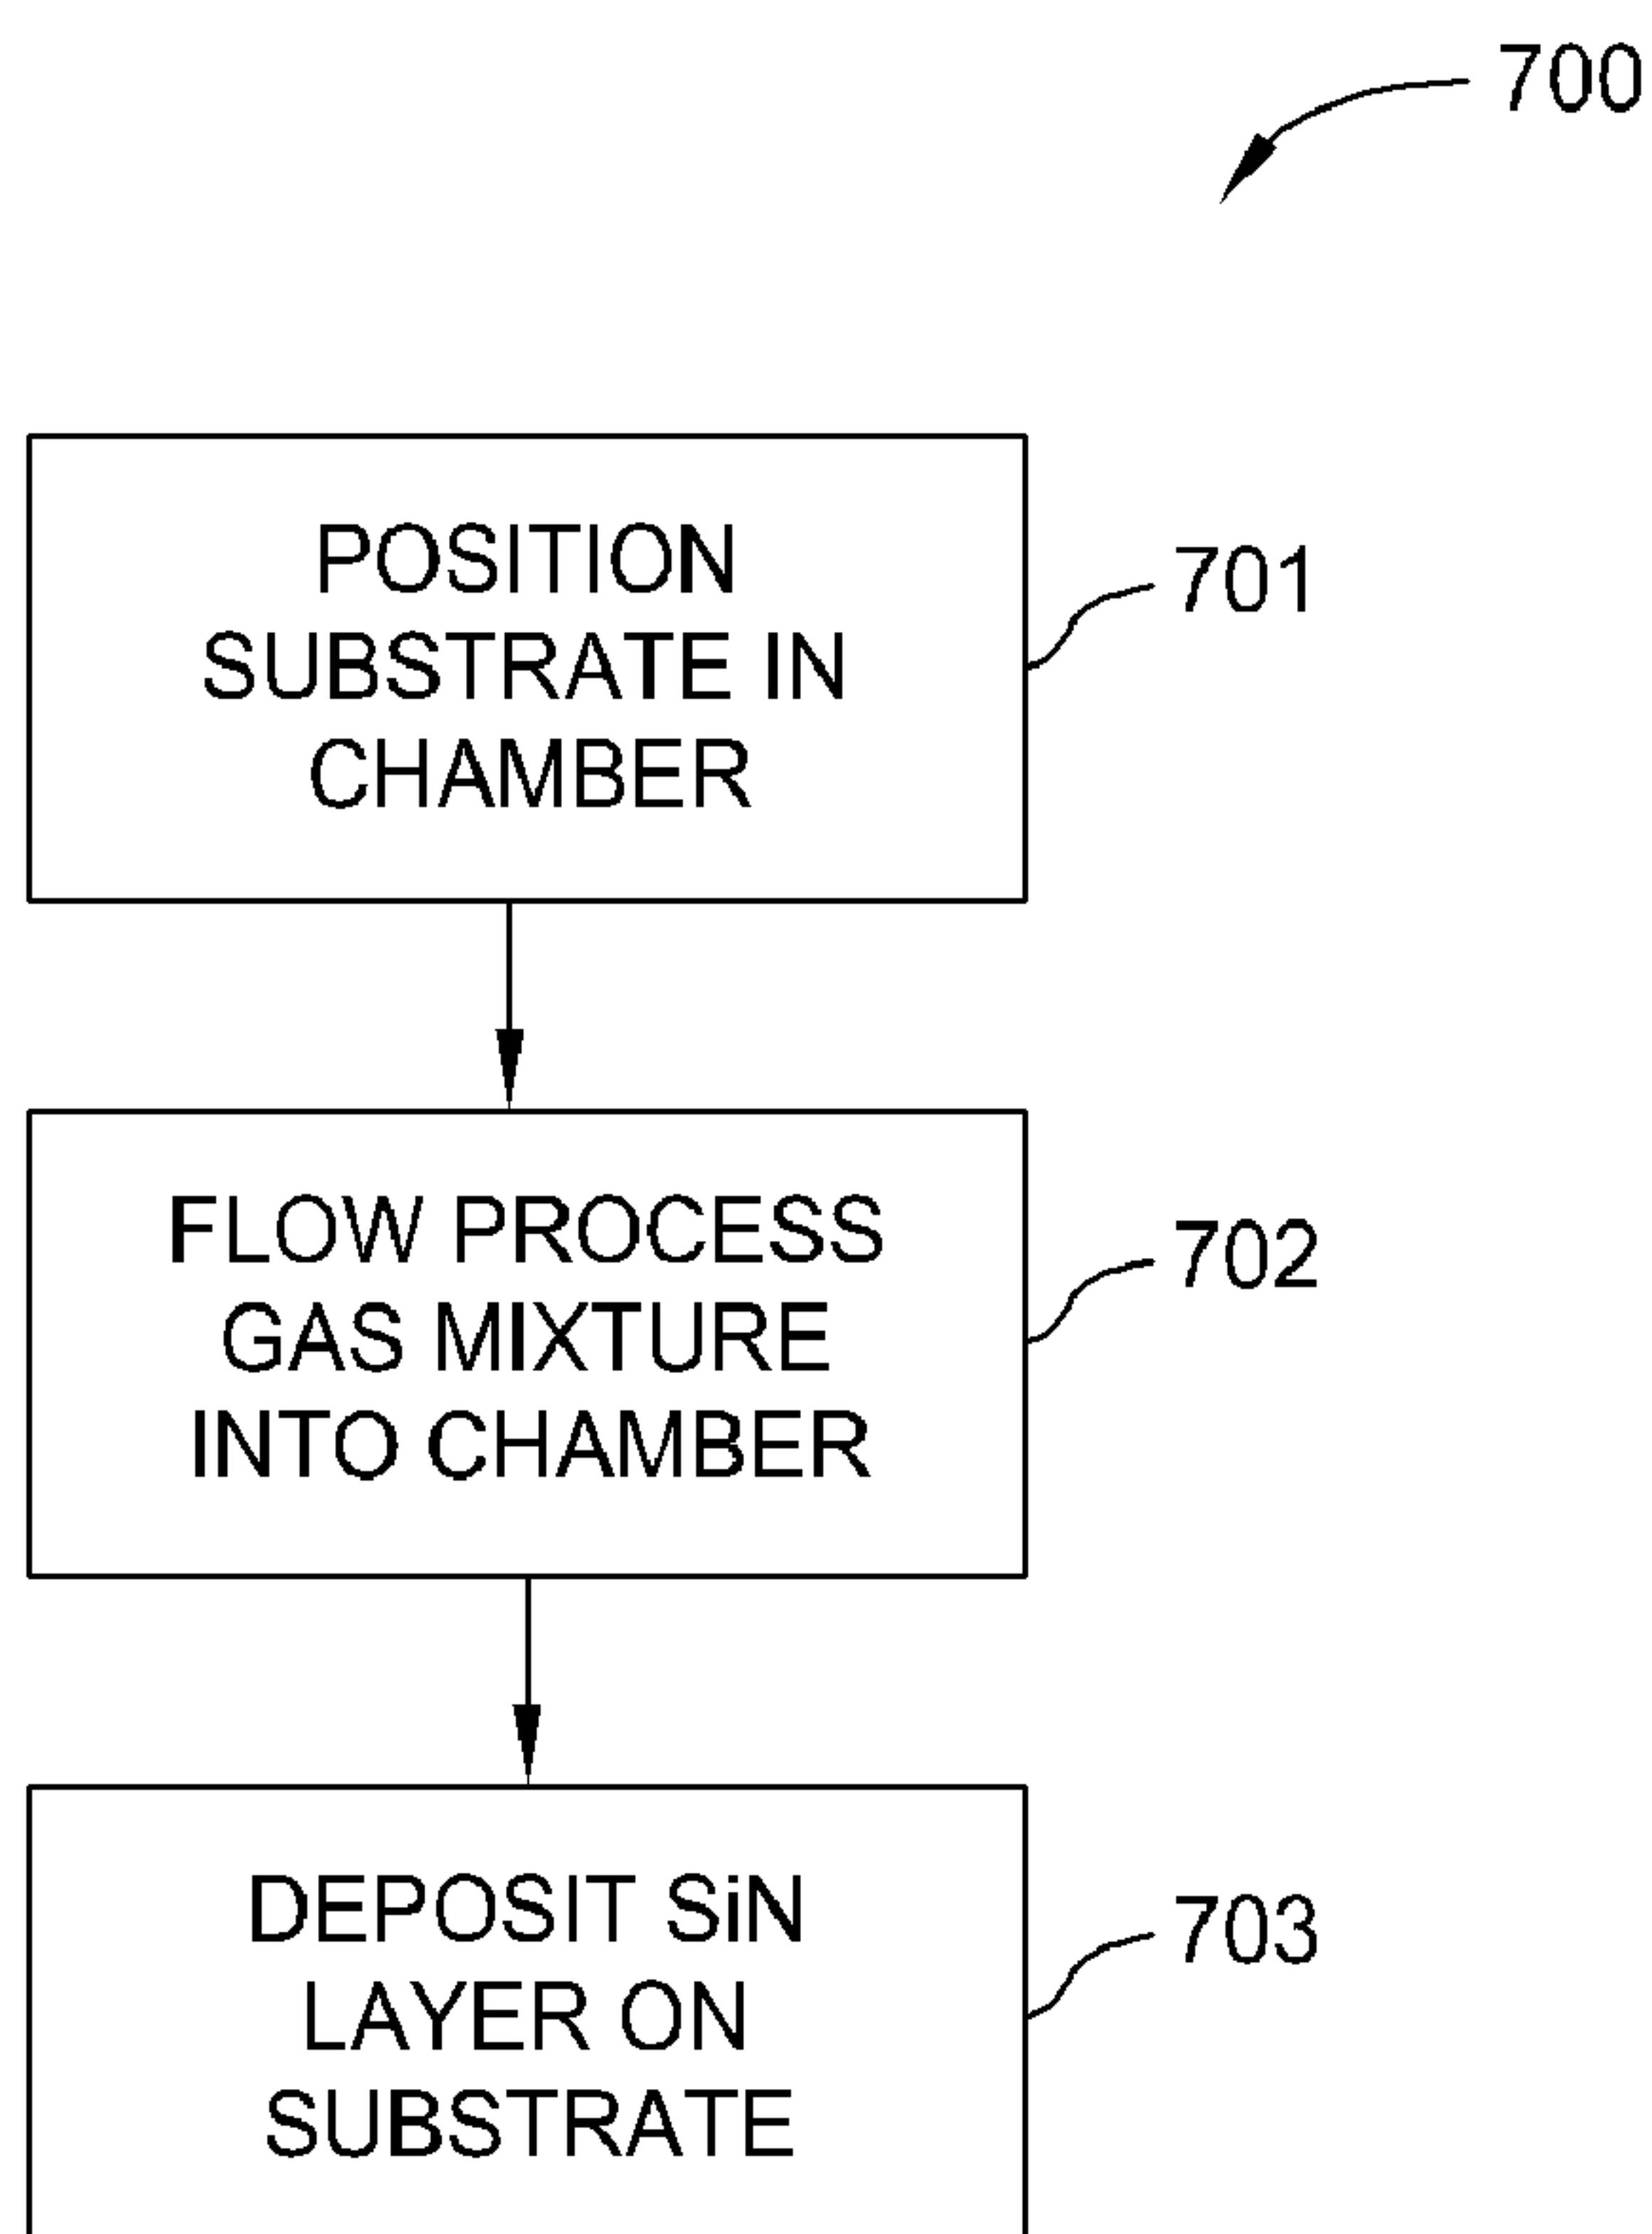 700
POSITION
SUBSTRATE IN
CHAMBER
701
FLOW PROCESS
GAS MIXTURE
INTO CHAMBER
702
DEPOSIT SiN
LAYER ON
SUBSTRATE
703